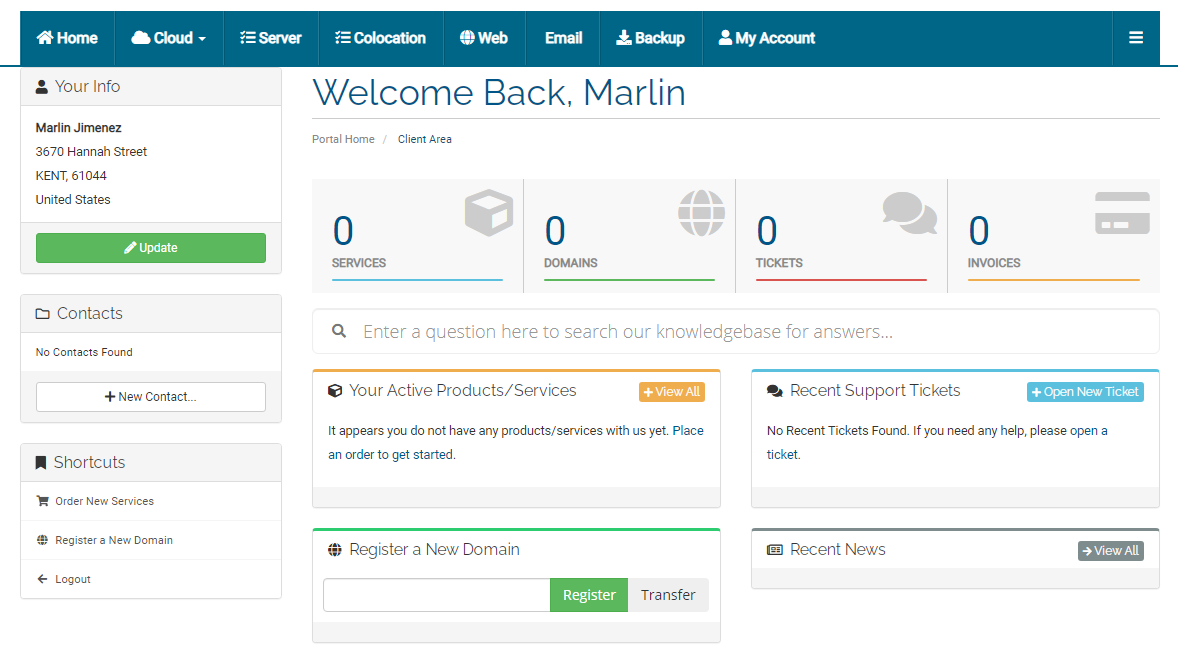 Home Cloud Server Colocation Web Email Backup My Account
Your Info
Marlin Jimenez
3670 Hannah Street
KENT, 61044
United States
Update
Contacts
No Contacts Found
New Contact...
Shortcuts
Order New Services
Register a New Domain
Logout
Welcome Back, Marlin
Portal Home / Client Area
0
SERVICES
0
DOMAINS
0
TICKETS
0
INVOICES
Enter a question here to search our knowledgebase for answers...
Your Active Products/Services
View All
It appears you do not have any products/services with us yet. Place
an order to get started.
Recent Support Tickets
Open New Ticket
No Recent Tickets Found. If you need any help, please open a
ticket.
Register a New Domain
Register
Transfer
Recent News
View All